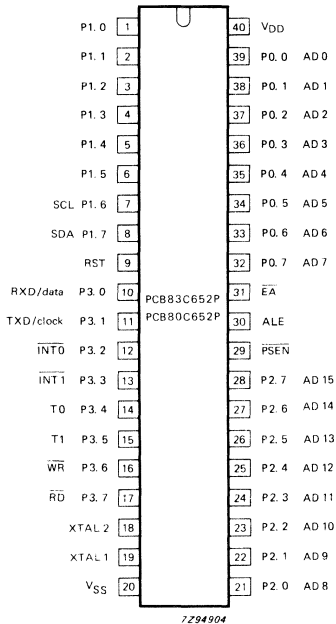 P1.0 1 40 VDD
P1.1 2 39 P0.0 AD0
P1.2 3 38 P0.1 AD1
P1.3 4 37 P0.2 AD2
P1.4 5 36 P0.3 AD3
P1.5 6 35 P0.4 AD4
SCL P1.6 7 34 P0.5 AD5
SDA P1.7 8 33 P0.6 AD6
RST 9 32 P0.7 AD7
RXD/data P3.0 10 PCB83C652P 31 EA
TXD/clock P3.1 11 PCB80C652P 30 ALE
INT0 P3.2 12 29 PSEN
INT1 P3.3 13 28 P2.7 AD15
T0 P3.4 14 27 P2.6 AD14
T1 P3.5 15 26 P2.5 AD13
WR P3.6 16 25 P2.4 AD12
RD P3.7 17 24 P2.3 AD11
XTAL2 18 23 P2.2 AD10
XTAL1 19 22 P2.1 AD9
VSS 20 21 P2.0 AD8
7Z94904